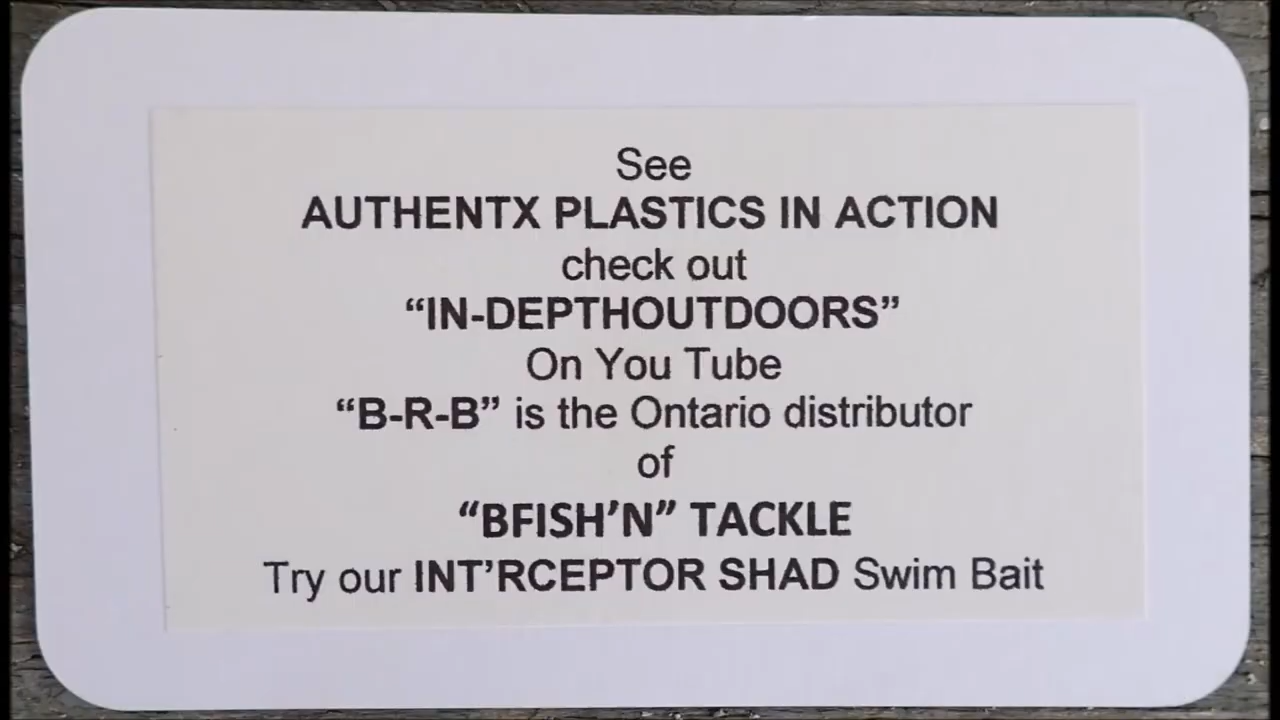 See
AUTHENTX PLASTICS IN ACTION
check out
“IN-DEPTHOUTDOORS”
On You Tube
“B-R-B” is the Ontario distributor
of
“BFISH’N” TACKLE
Try our INT’RCEPTOR SHAD Swim Bait